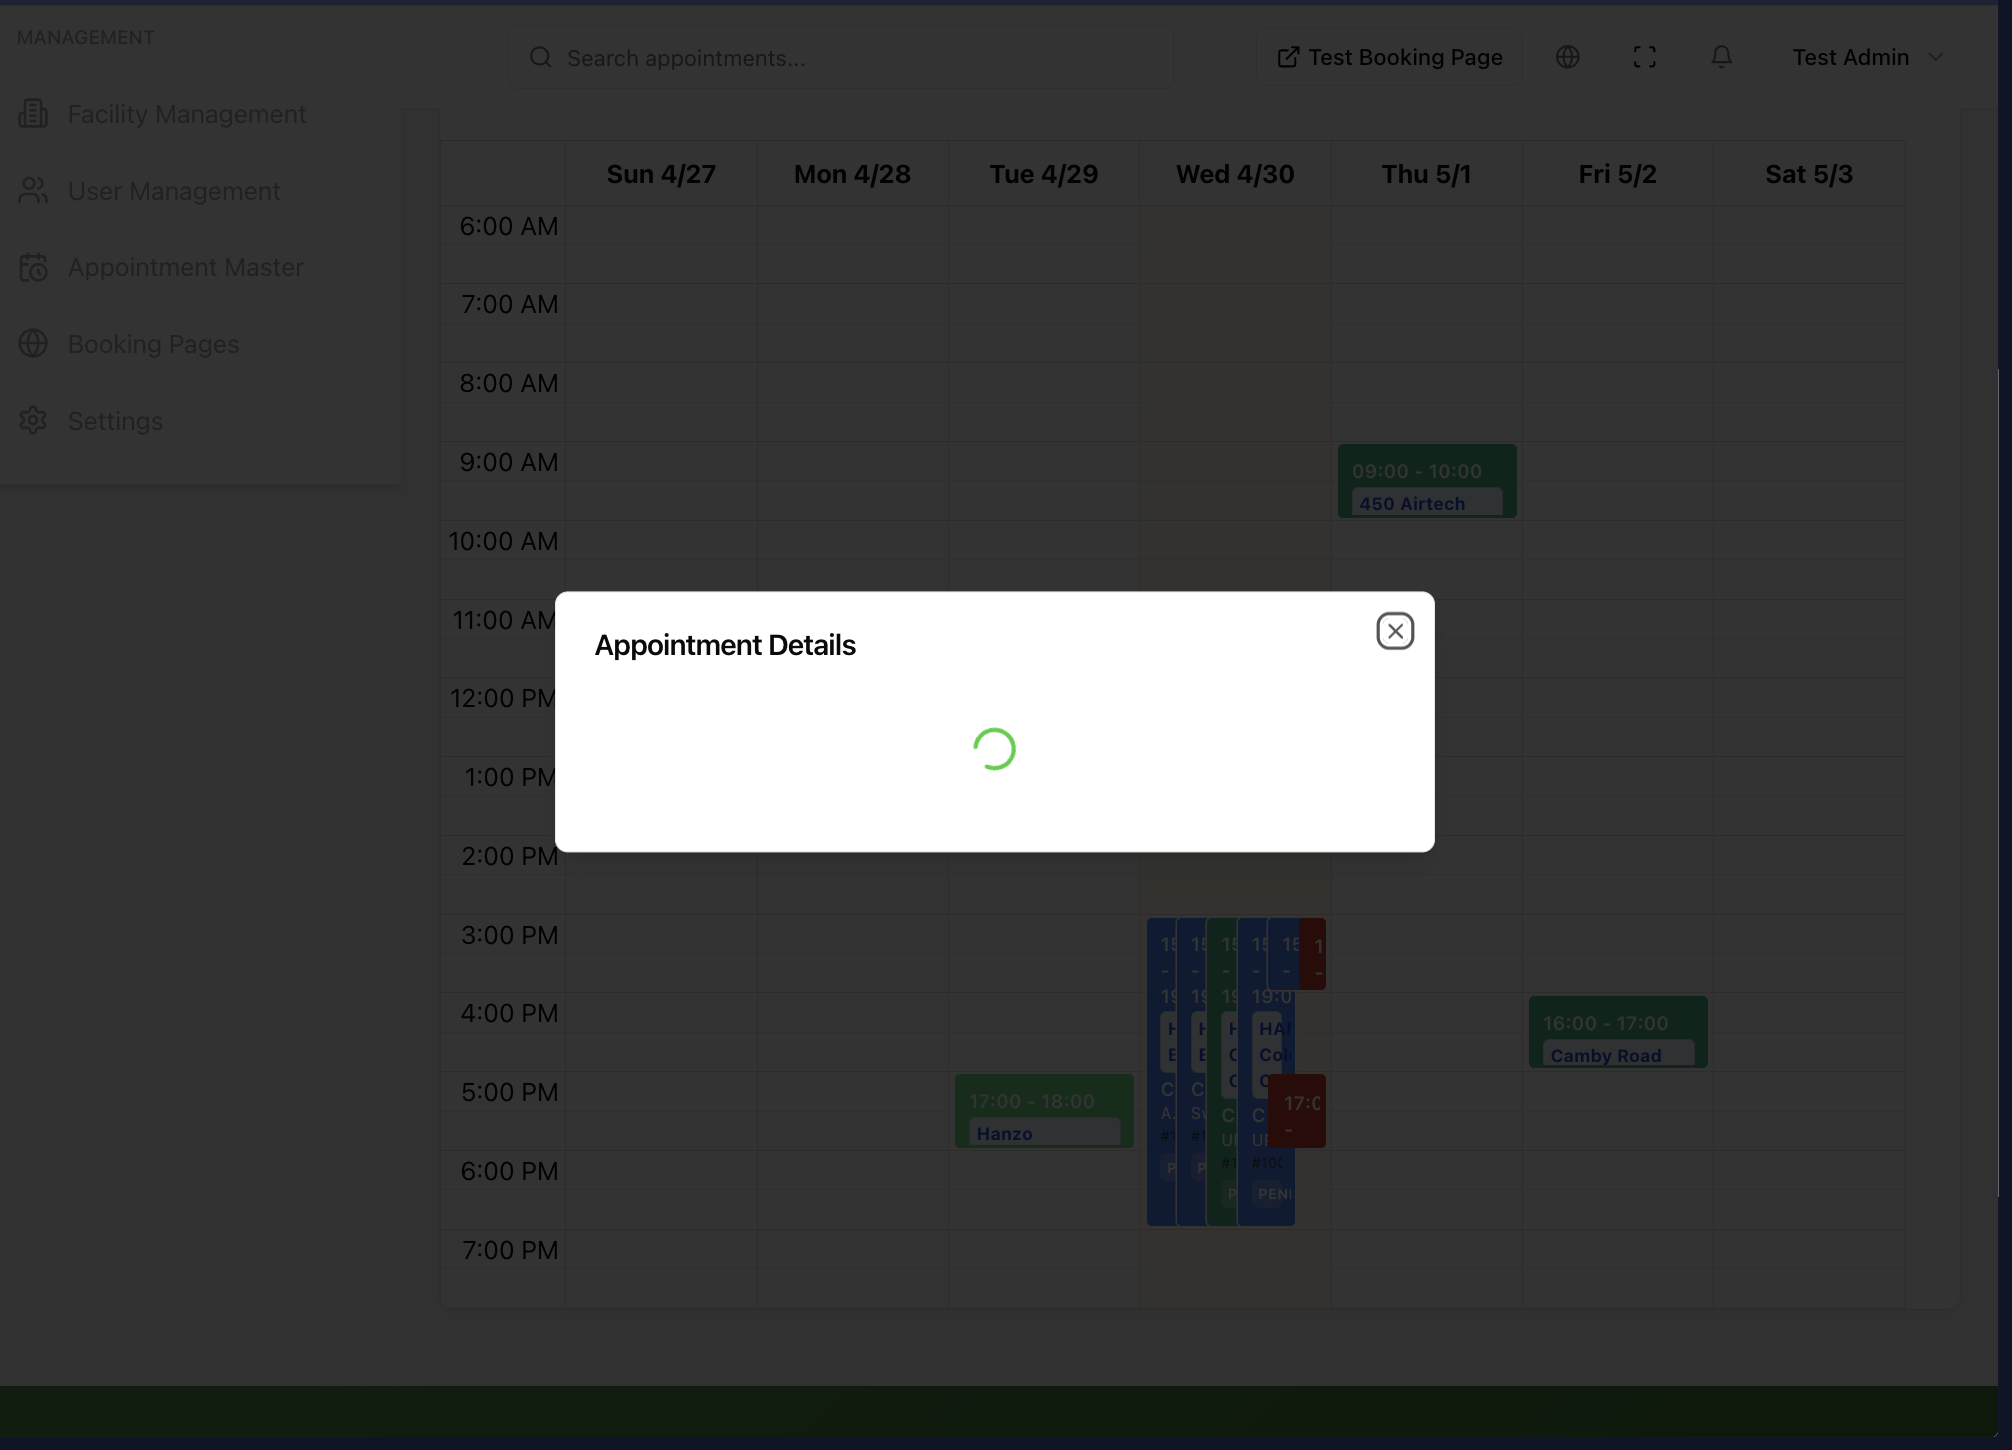 MANAGEMENT
Search appointments...
Test Booking Page
Test Admin
Facility Management
User Management
Appointment Master
Booking Pages
Settings
Sun 4/27
Mon 4/28
Tue 4/29
Wed 4/30
Thu 5/1
Fri 5/2
Sat 5/3
6:00 AM
7:00 AM
8:00 AM
9:00 AM
10:00 AM
11:00 AM
12:00 PM
1:00 PM
2:00 PM
3:00 PM
4:00 PM
5:00 PM
6:00 PM
7:00 PM
09:00 - 10:00
450 Airtech
Appointment Details
16:00 - 17:00
Camby Road
17:00 - 18:00
Hanzo